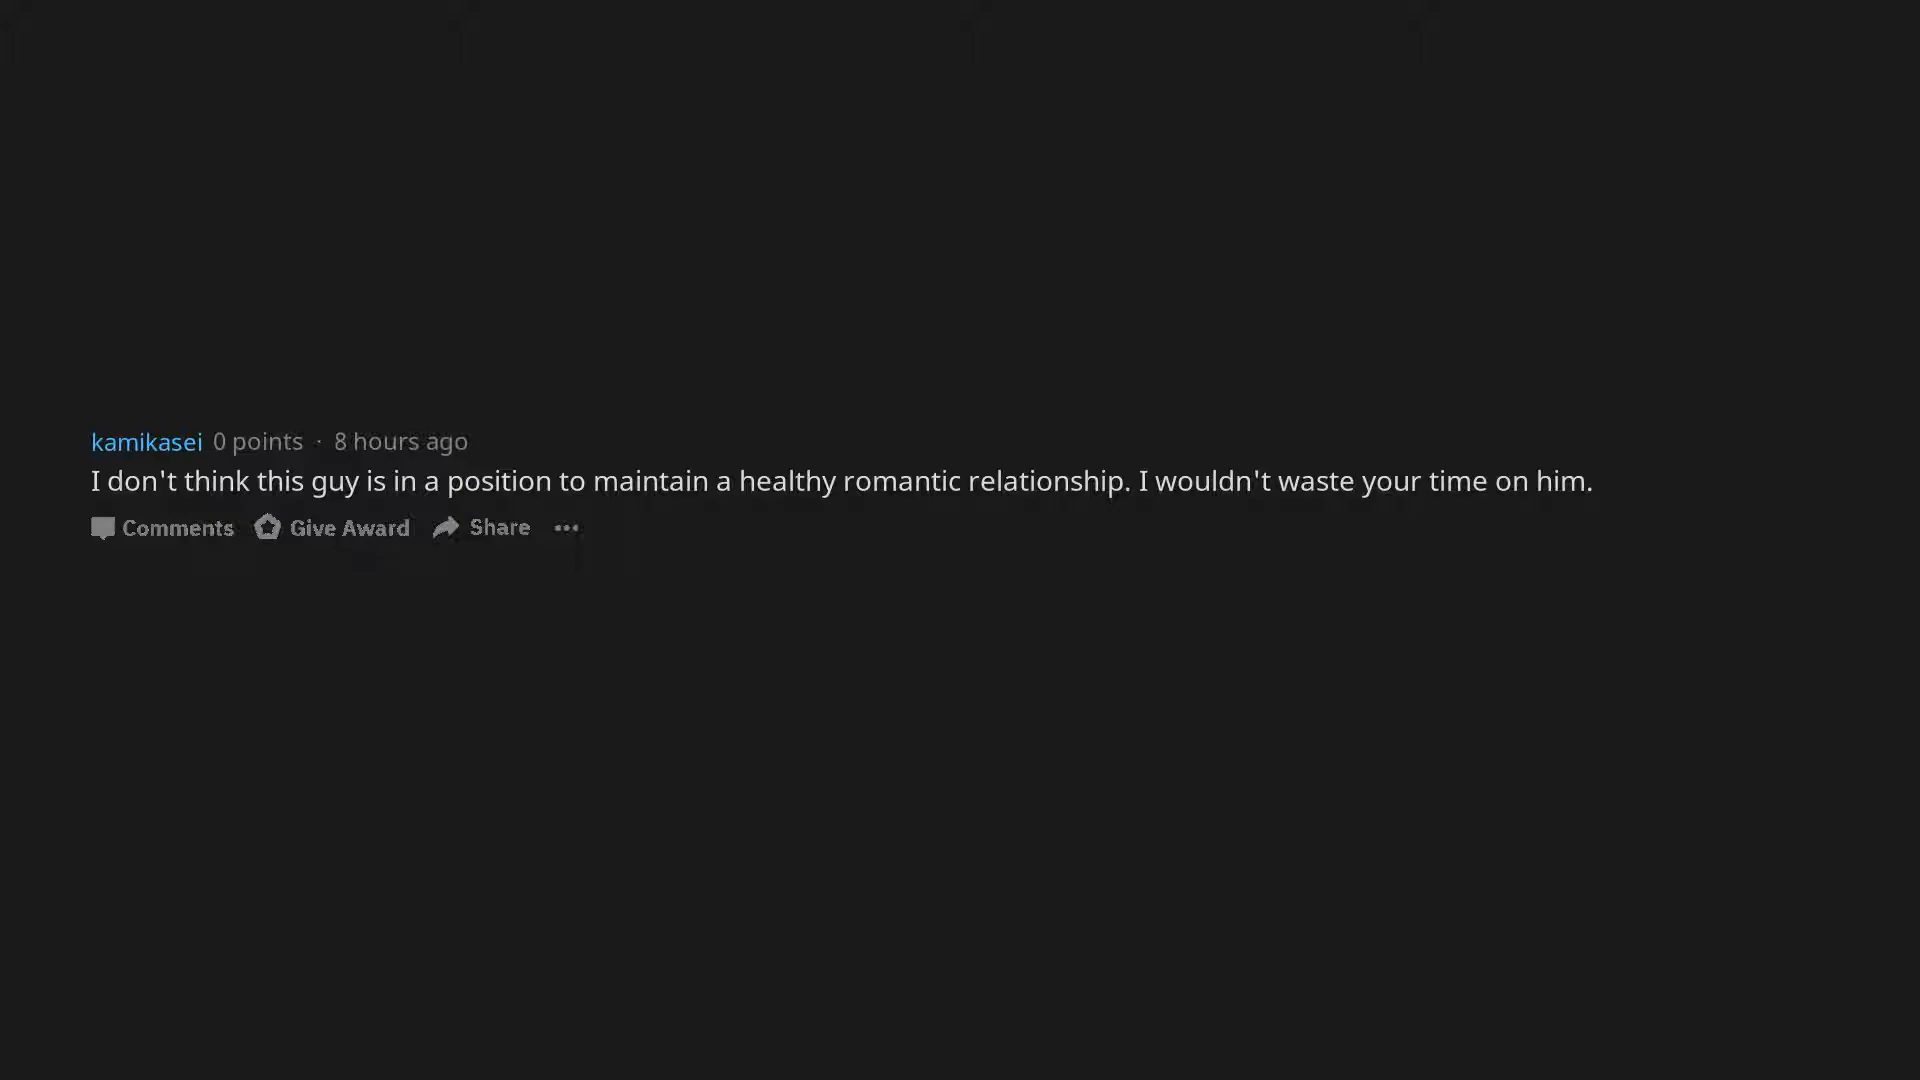 kamikasei 0 points · 8 hours ago
I don't think this guy is in a position to maintain a healthy romantic relationship. I wouldn't waste your time on him.
Comments Give Award Share ...